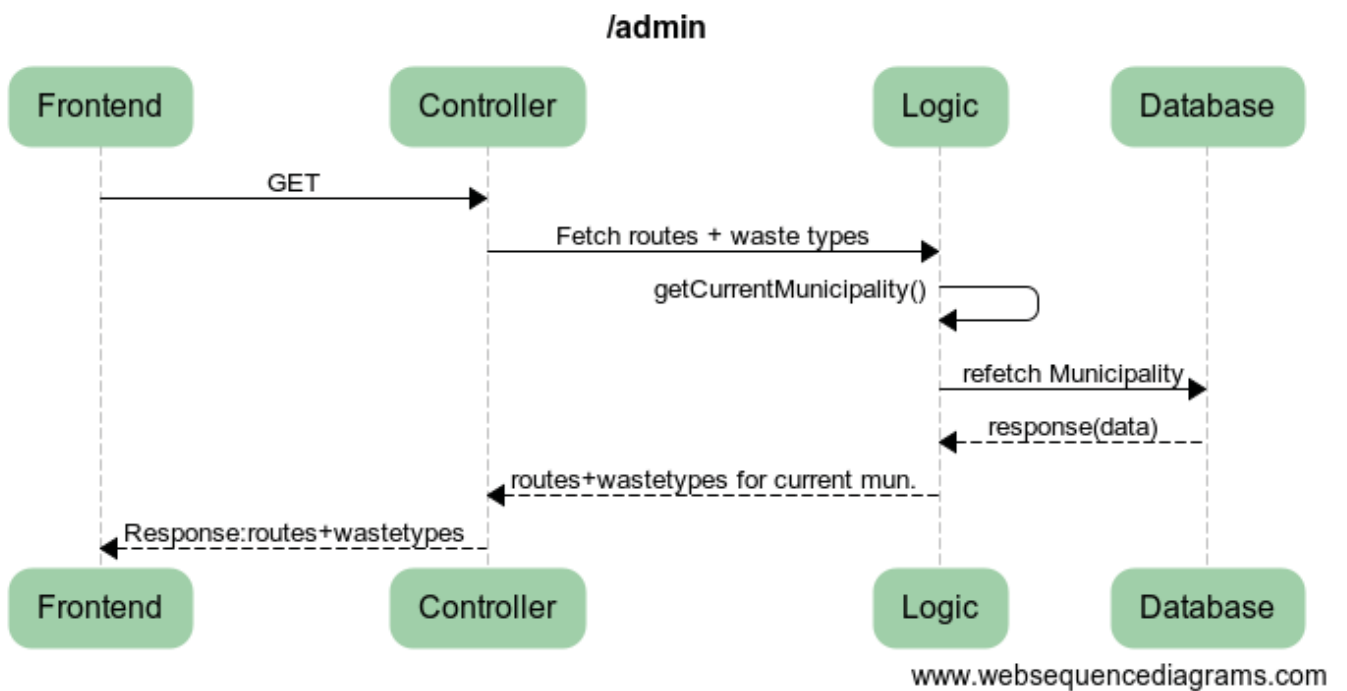 /admin
Frontend
Controller
Logic
Database
GET
Fetch routes + waste types
getCurrentMunicipality()
refetch Municipality
response(data)
routes+wastetypes for current mun.
Response:routes+wastetypes
Frontend
Controller
Logic
Database
www.websequencediagrams.com